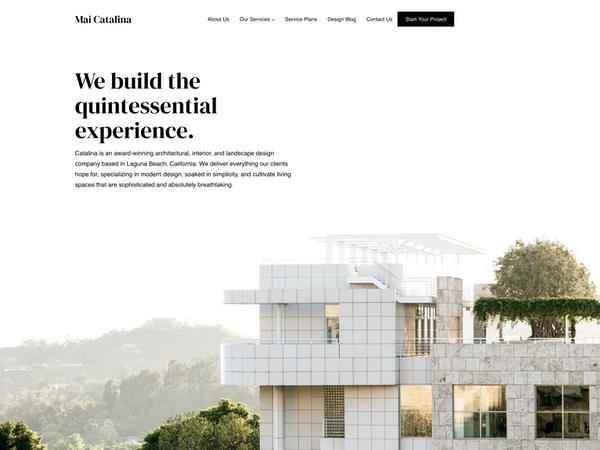 Mai Catalina
About Us Our Services Service Plans Design Blog Contact Us Start Your Project
We build the
quintessential
experience.
Catalina is an award-winning architectural, interior, and landscape design
company based in Laguna Beach, California. We deliver everything our clients
hope for, specializing in modern design, soaked in simplicity, and cultivate living
spaces that are sophisticated and absolutely breathtaking.